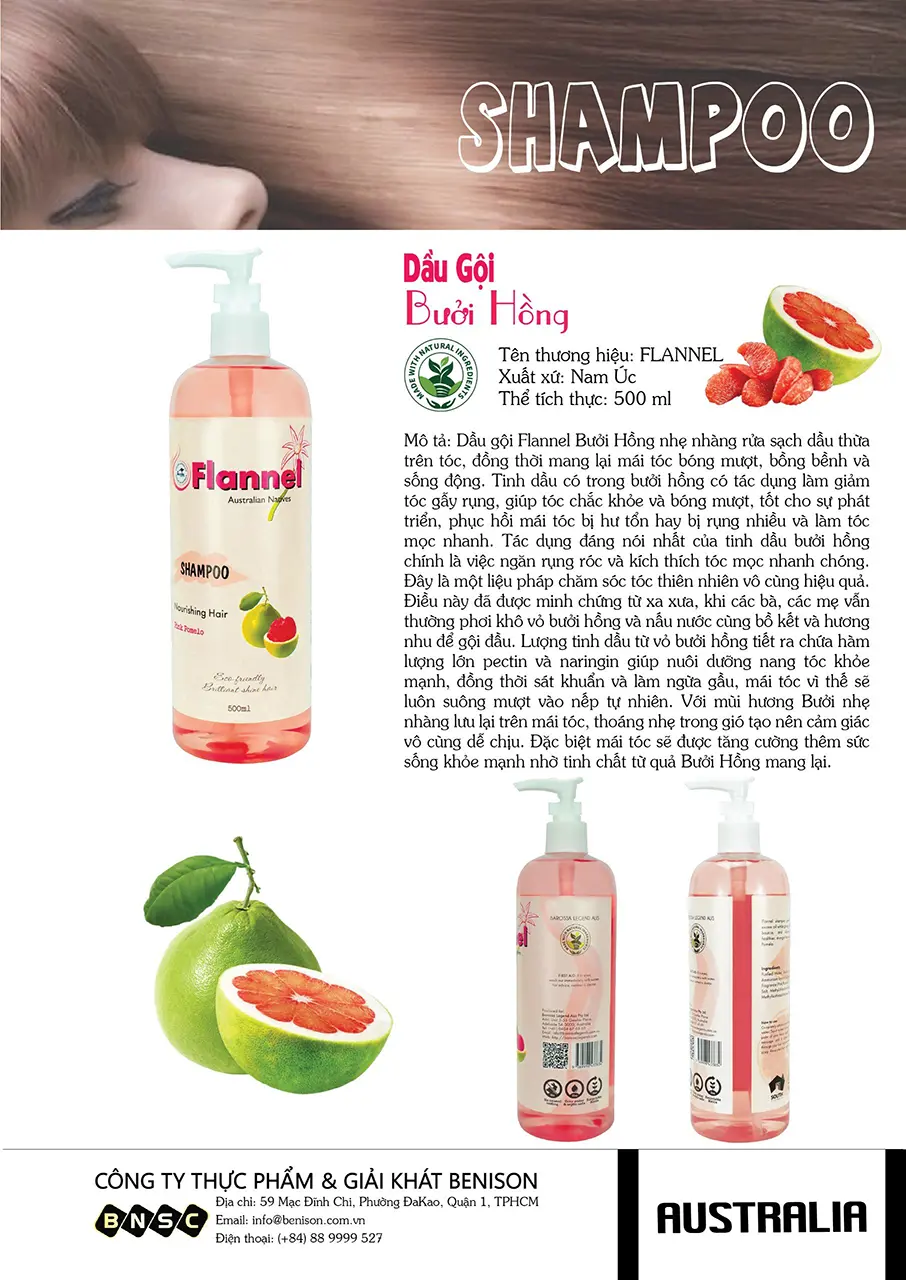 SHAMPOO
Dầu Gội
Bưởi Hồng
MADE WITH NATURAL INGREDIENTS
Tên thương hiệu: FLANNEL
Xuất xứ: Nam Úc
Thể tích thực: 500 ml
Mô tả: Dầu gội Flannel Bưởi Hồng nhẹ nhàng rửa sạch dầu thừa
trên tóc, đồng thời mang lại mái tóc bóng mượt, bồng bềnh và
sống động. Tinh dầu có trong bưởi hồng có tác dụng làm giảm
tóc gẫy rụng, giúp tóc chắc khỏe và bóng mượt, tốt cho sự phát
triển, phục hồi mái tóc bị hư tổn hay bị rụng nhiều và làm tóc
mọc nhanh. Tác dụng đáng nói nhất của tinh dầu bưởi hồng
chính là việc ngăn rụng róc và kích thích tóc mọc nhanh chóng.
Đây là một liệu pháp chăm sóc tóc thiên nhiên vô cùng hiệu quả.
Điều này đã được minh chứng từ xa xưa, khi các bà, các mẹ vẫn
thường phơi khô vỏ bưởi hồng và nấu nước cùng bồ kết và hương
nhu để gội đầu. Lượng tinh dầu từ vỏ bưởi hồng tiết ra chứa hàm
lượng lớn pectin và naringin giúp nuôi dưỡng nang tóc khỏe
mạnh, đồng thời sát khuẩn và làm ngừa gầu, mái tóc vì thế sẽ
luôn suông mượt vào nếp tự nhiên. Với mùi hương Bưởi nhẹ
nhàng lưu lại trên mái tóc, thoáng nhẹ trong gió tạo nên cảm giác
vô cùng dễ chịu. Đặc biệt mái tóc sẽ được tăng cường thêm sức
sống khỏe mạnh nhờ tinh chất từ quả Bưởi Hồng mang lại.
Flannel
Australian Natives
SHAMPOO
Nourishing Hair
Pink Pomelo
Eco friendly
Brilliant shine hair
500ml
BAROSSA LEGEND AUS
Ingredients:
SOUTH
CÔNG TY THỰC PHẨM & GIẢI KHÁT BENISON
BNSC
Địa chỉ: 59 Mạc Đĩnh Chi, Phường ĐaKao, Quận 1, TPHCM
Email: info@benison.com.vn
Điện thoại: (+84) 88 9999 527
AUSTRALIA